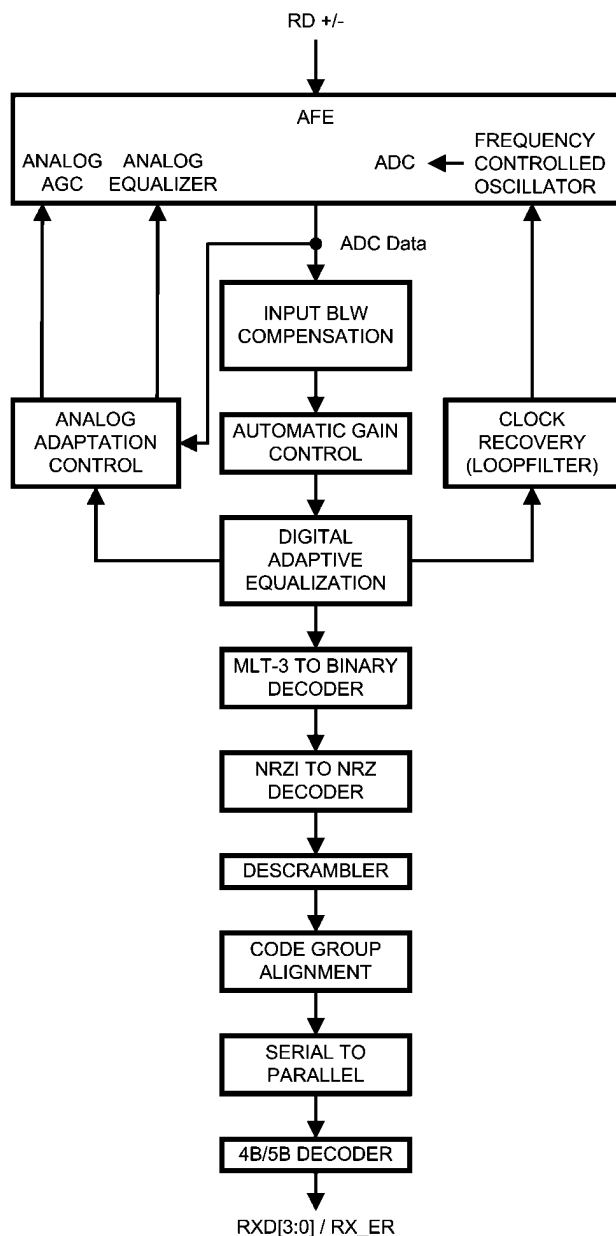 RD +/-
AFE
ANALOG
AGC
ANALOG
EQUALIZER
ADC
FREQUENCY
CONTROLLED
OSCILLATOR
ADC Data
INPUT BLW
COMPENSATION
ANALOG
ADAPTATION
CONTROL
AUTOMATIC GAIN
CONTROL
CLOCK
RECOVERY
(LOOPFILTER)
DIGITAL
ADAPTIVE
EQUALIZATION
MLT-3 TO BINARY
DECODER
NRZI TO NRZ
DECODER
DESCRAMBLER
CODE GROUP
ALIGNMENT
SERIAL TO
PARALLEL
4B/5B DECODER
RXD[3:0] / RX_ER